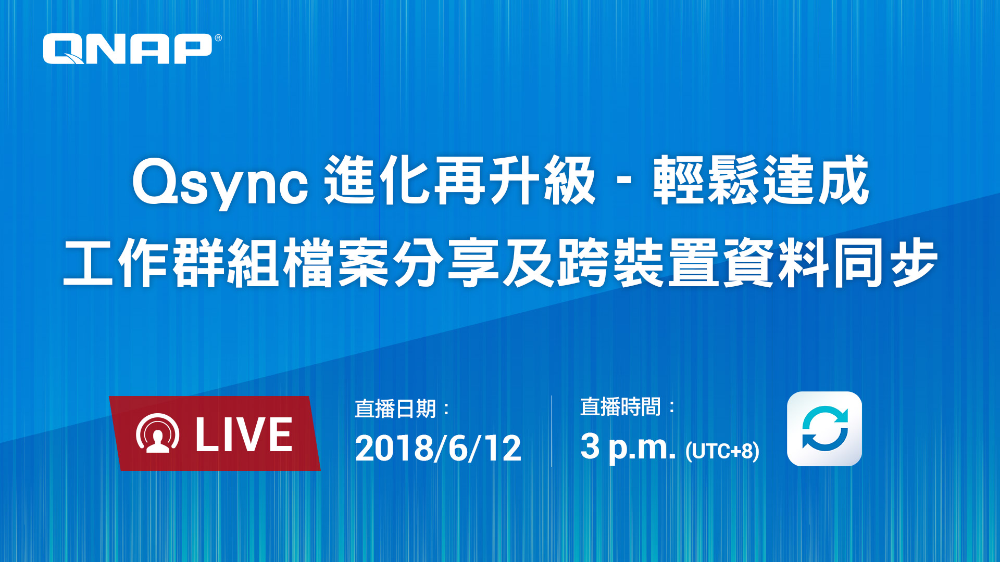 QNAP®
Qsync 進化再升級 - 輕鬆達成
工作群組檔案分享及跨裝置資料同步
LIVE
直播日期：
2018/6/12
直播時間：
3 p.m. (UTC+8)